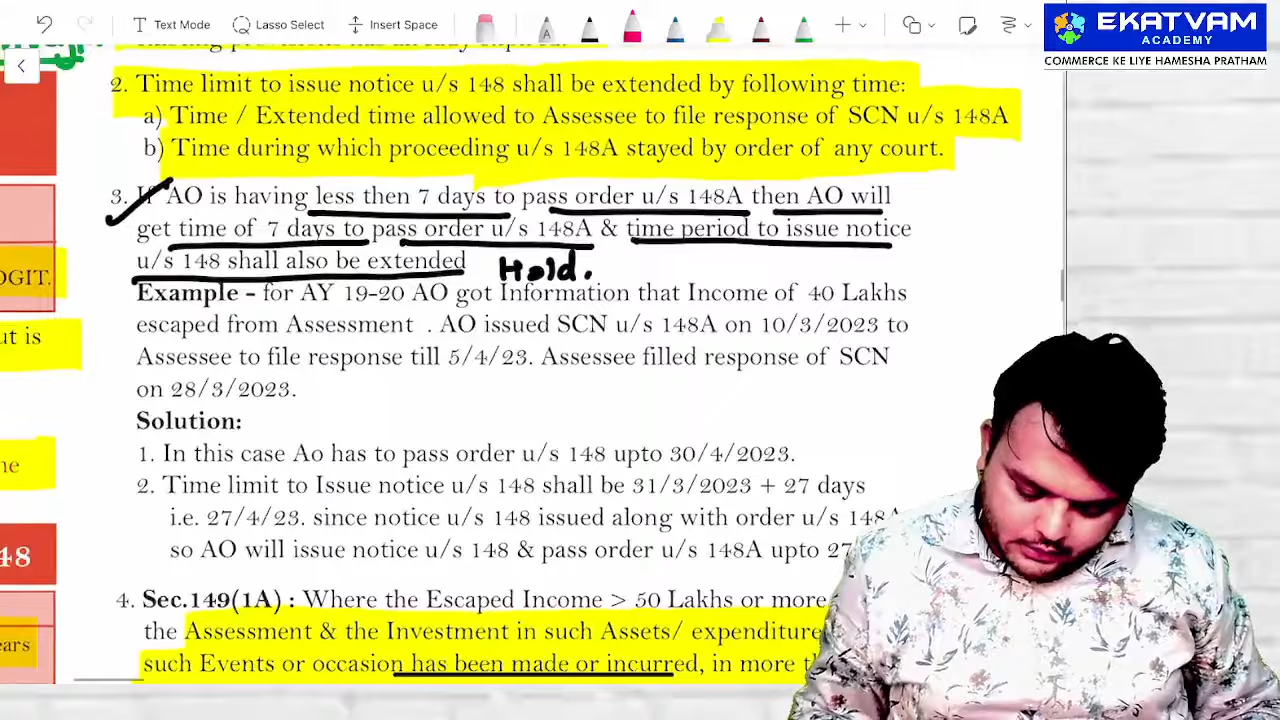 Text Mode Lasso Select Insert Space
EKATVAM
ACADEMY
COMMERCE KE LIYE HAMESHA PRATHAM
2. Time limit to issue notice u/s 148 shall be extended by following time:
a) Time / Extended time allowed to Assessee to file response of SCN u/s 148A
b) Time during which proceeding u/s 148A stayed by order of any court.
3. If AO is having less then 7 days to pass order u/s 148A then AO will
get time of 7 days to pass order u/s 148A & time period to issue notice
u/s 148 shall also be extended Hold.
Example - for AY 19-20 AO got Information that Income of 40 Lakhs
escaped from Assessment . AO issued SCN u/s 148A on 10/3/2023 to
Assessee to file response till 5/4/23. Assessee filled response of SCN
on 28/3/2023.
Solution:
1. In this case Ao has to pass order u/s 148 upto 30/4/2023.
2. Time limit to Issue notice u/s 148 shall be 31/3/2023 + 27 days
i.e. 27/4/23. since notice u/s 148 issued along with order u/s 148A
so AO will issue notice u/s 148 & pass order u/s 148A upto 27
4. Sec.149(1A) : Where the Escaped Income > 50 Lakhs or more
the Assessment & the Investment in such Assets/ expenditure
such Events or occasion has been made or incurred, in more
OGIT.
ut is
ne
48
ears